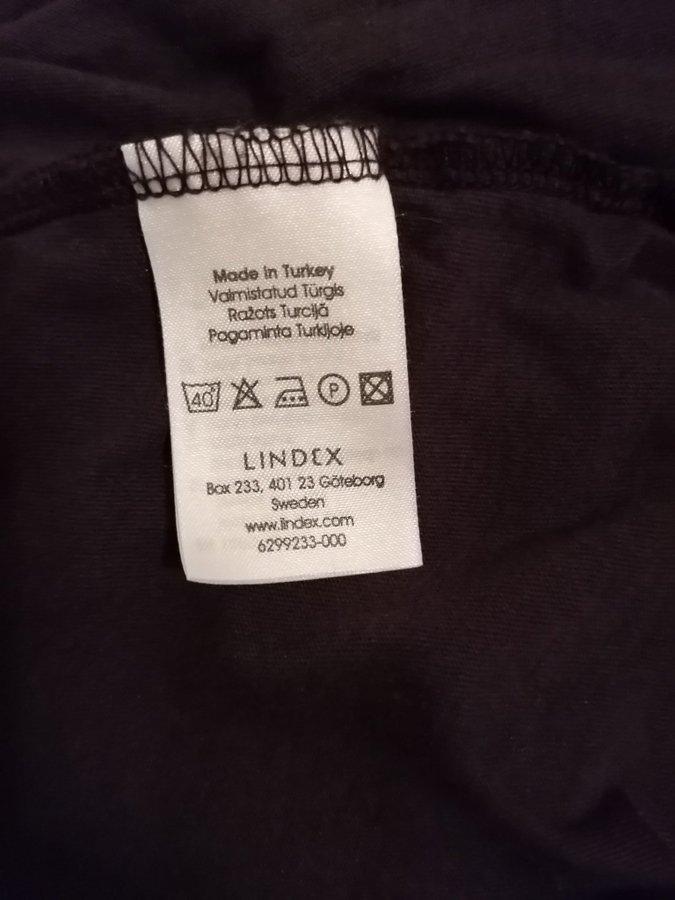 Made in Turkey
Valmistatud Türgis
Ražots Turcijā
Pagaminta Turkijoje
40°
P
LINDEX
Box 233, 401 23 Göteborg
Sweden
www.lindex.com
6299233-000